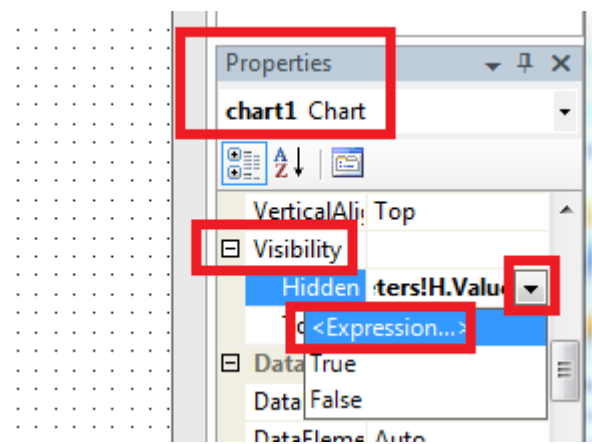 Properties
chart1 Chart
A
Z
VerticalAli Top
Visibility
Hidden ters!H.Valu
<Expression...>
True
Data
False
Data
DataEleme Auto